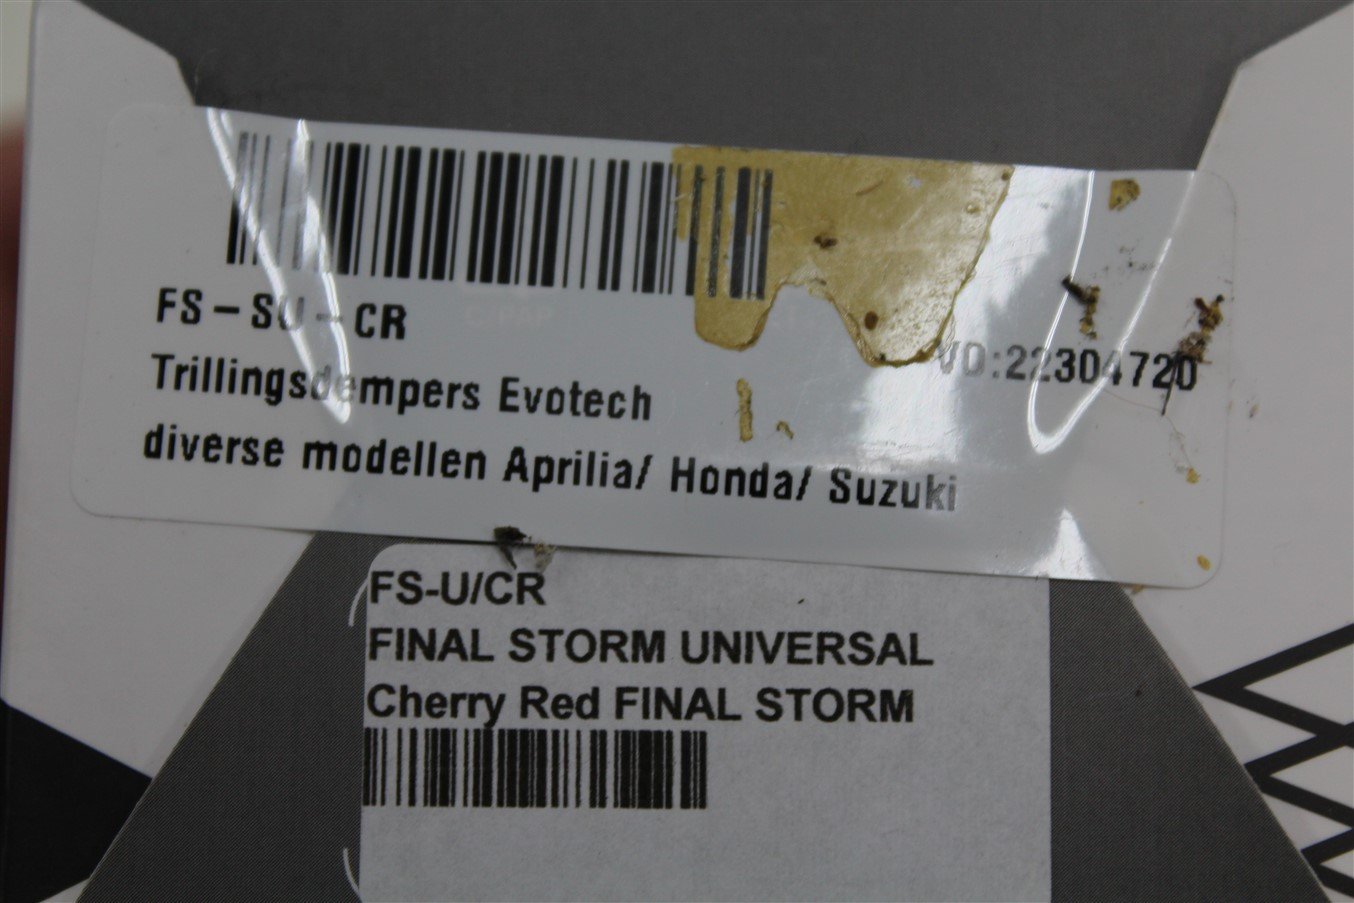 FS-SU-CR
VO:22304720
Trillingsdempers Evotech
diverse modellen Aprilia/ Honda/ Suzuki
FS-U/CR
FINAL STORM UNIVERSAL
Cherry Red FINAL STORM